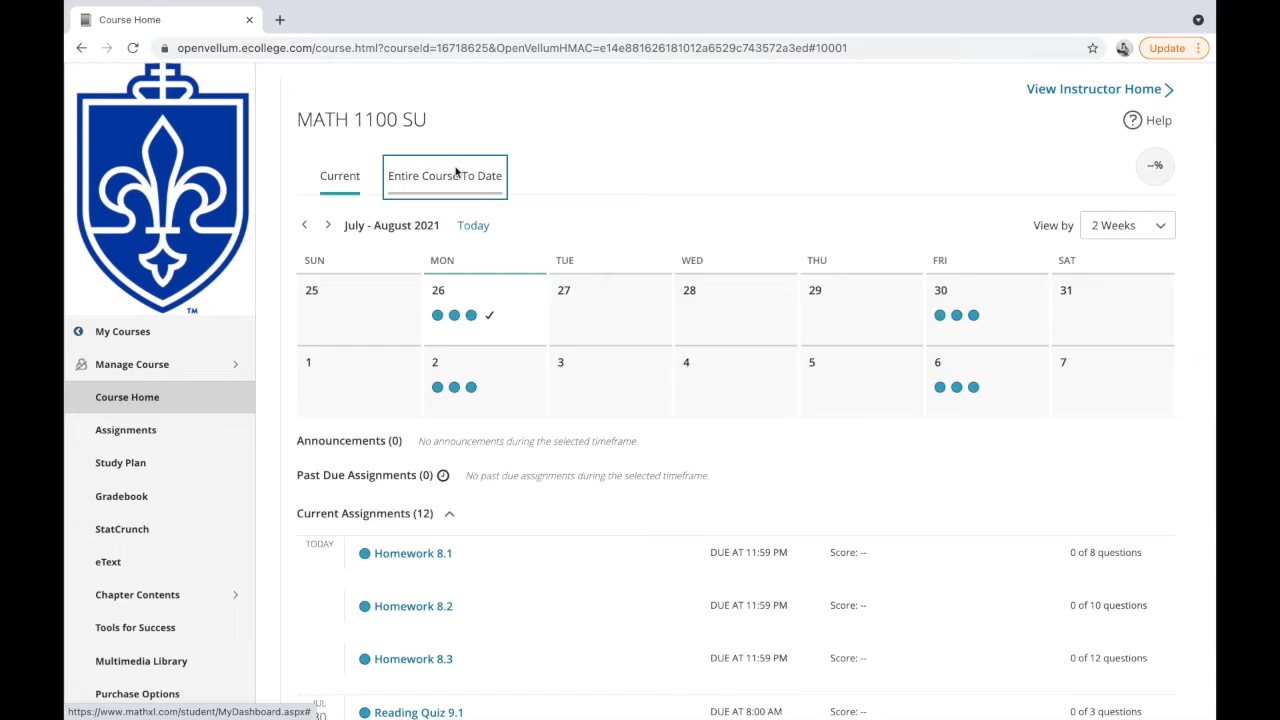 Course Home
openvellum.ecollege.com/course.html?courseId=16718625&OpenVellumHMAC=e14e881626181012a6529c743572a3ed#10001
Update
TM
My Courses
Manage Course
Course Home
Assignments
Study Plan
Gradebook
StatCrunch
eText
Chapter Contents
Tools for Success
Multimedia Library
Purchase Options
https://www.mathxl.com/student/MyDashboard.aspx#
View Instructor Home
MATH 1100 SU
Help
Current
Entire Course To Date
--%
July - August 2021
Today
View by
2 Weeks
SUN MON TUE WED THU FRI SAT
25 26 27 28 29 30 31
1 2 3 4 5 6 7
Announcements (0) No announcements during the selected timeframe.
Past Due Assignments (0) No past due assignments during the selected timeframe.
Current Assignments (12)
TODAY
Homework 8.1 DUE AT 11:59 PM Score: -- 0 of 8 questions
Homework 8.2 DUE AT 11:59 PM Score: -- 0 of 10 questions
Homework 8.3 DUE AT 11:59 PM Score: -- 0 of 12 questions
JUL
30
Reading Quiz 9.1 DUE AT 8:00 AM Score: -- 0 of 3 questions